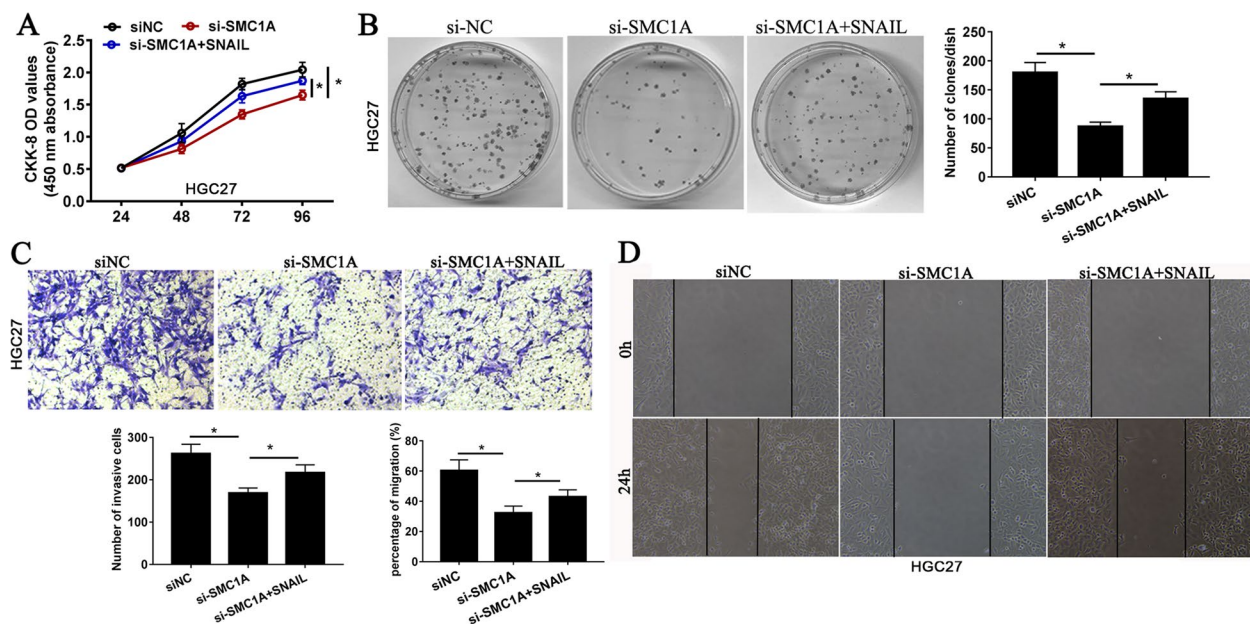 A
siNC
si-SMC1A
si-SMC1A+SNAIL
CKK-8 OD values
(450 nm absorbance)
2.5
2.0
1.5
1.0
0.5
0.0
*
*
HGC27
24
48
72
96
B
si-NC
si-SMC1A
si-SMC1A+SNAIL
HGC27
Number of clones/dish
250
200
150
100
50
0
*
*
siNC
si-SMC1A
si-SMC1A+SNAIL
C
siNC
si-SMC1A
si-SMC1A+SNAIL
HGC27
Number of invasive cells
300
200
100
0
*
*
siNC
si-SMC1A
si-SMC1A+SNAIL
percentage of migration (%)
80
60
40
20
0
*
*
siNC
si-SMC1A
si-SMC1A+SNAIL
D
siNC
si-SMC1A
si-SMC1A+SNAIL
0h
24h
HGC27